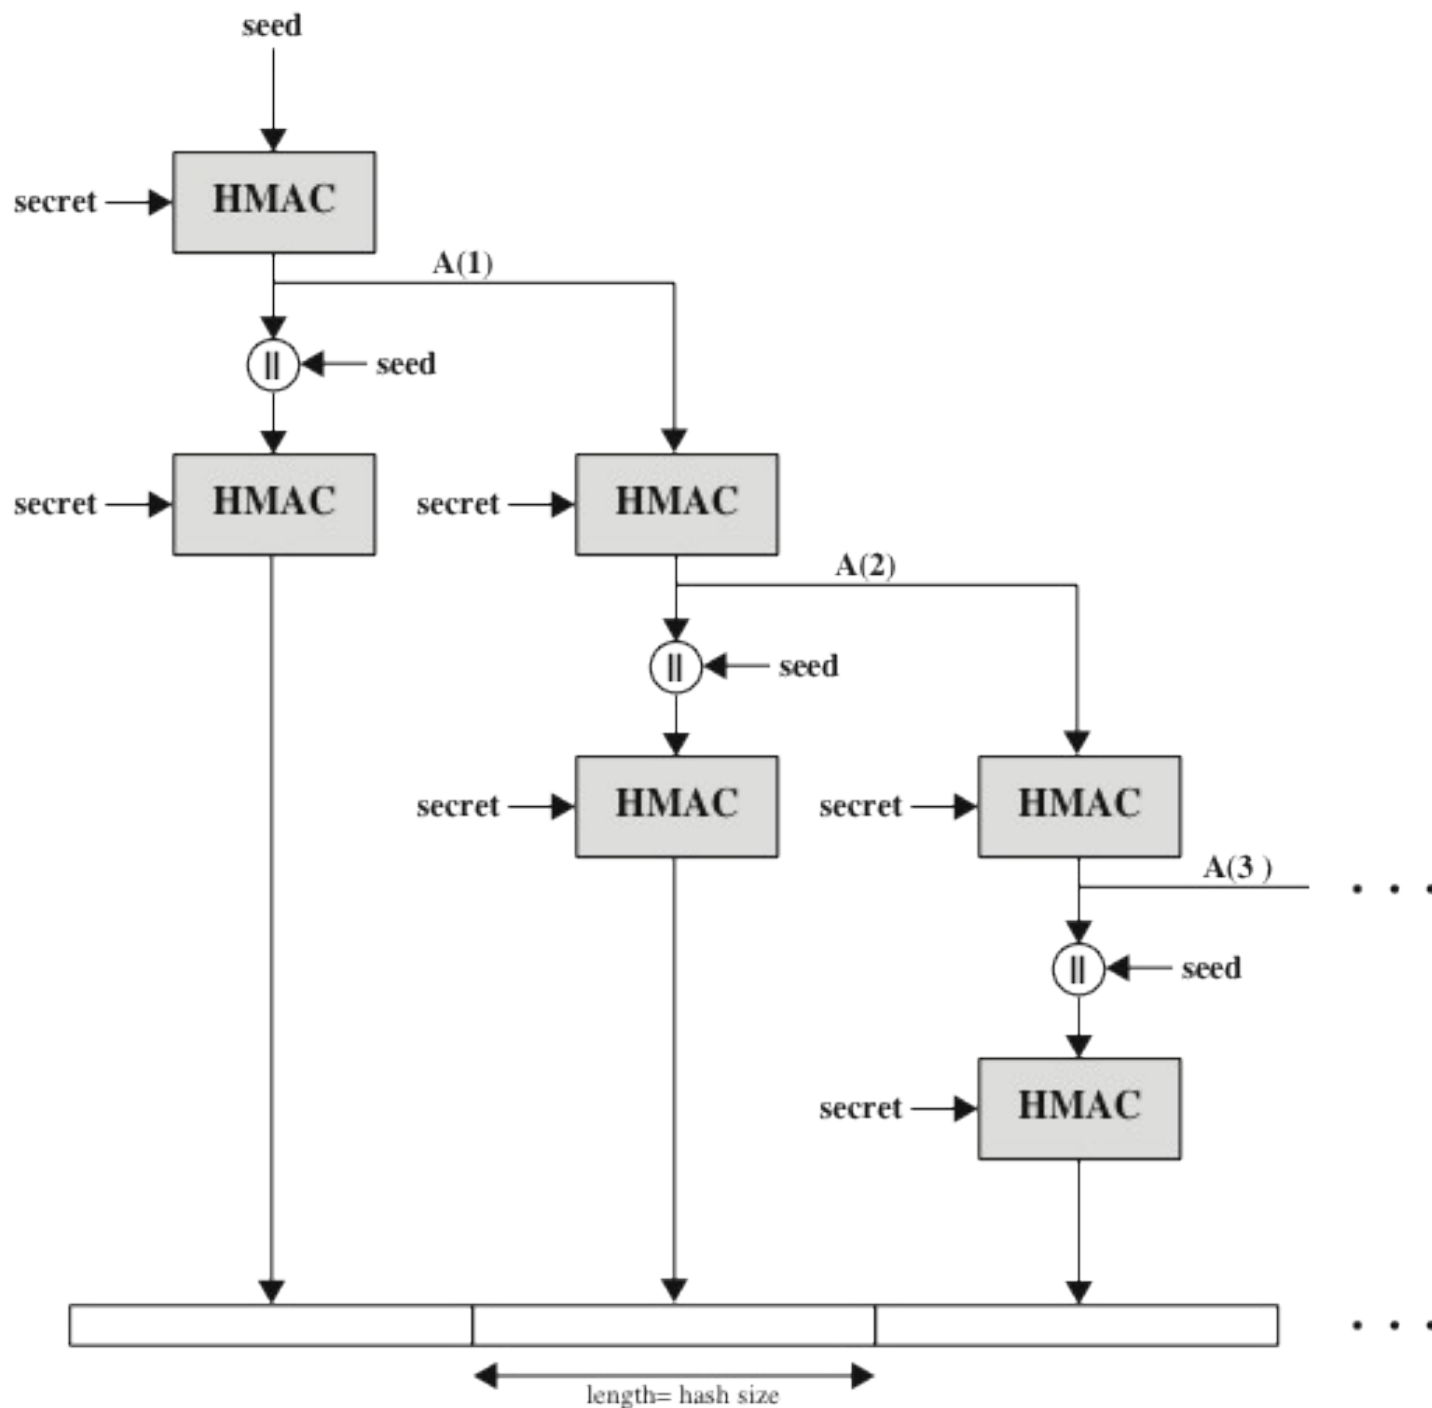 seed
secret HMAC
A(1)
|| seed
secret HMAC secret HMAC
A(2)
|| seed
secret HMAC secret HMAC
A(3 ) . . .
|| seed
secret HMAC
. . .
length= hash size